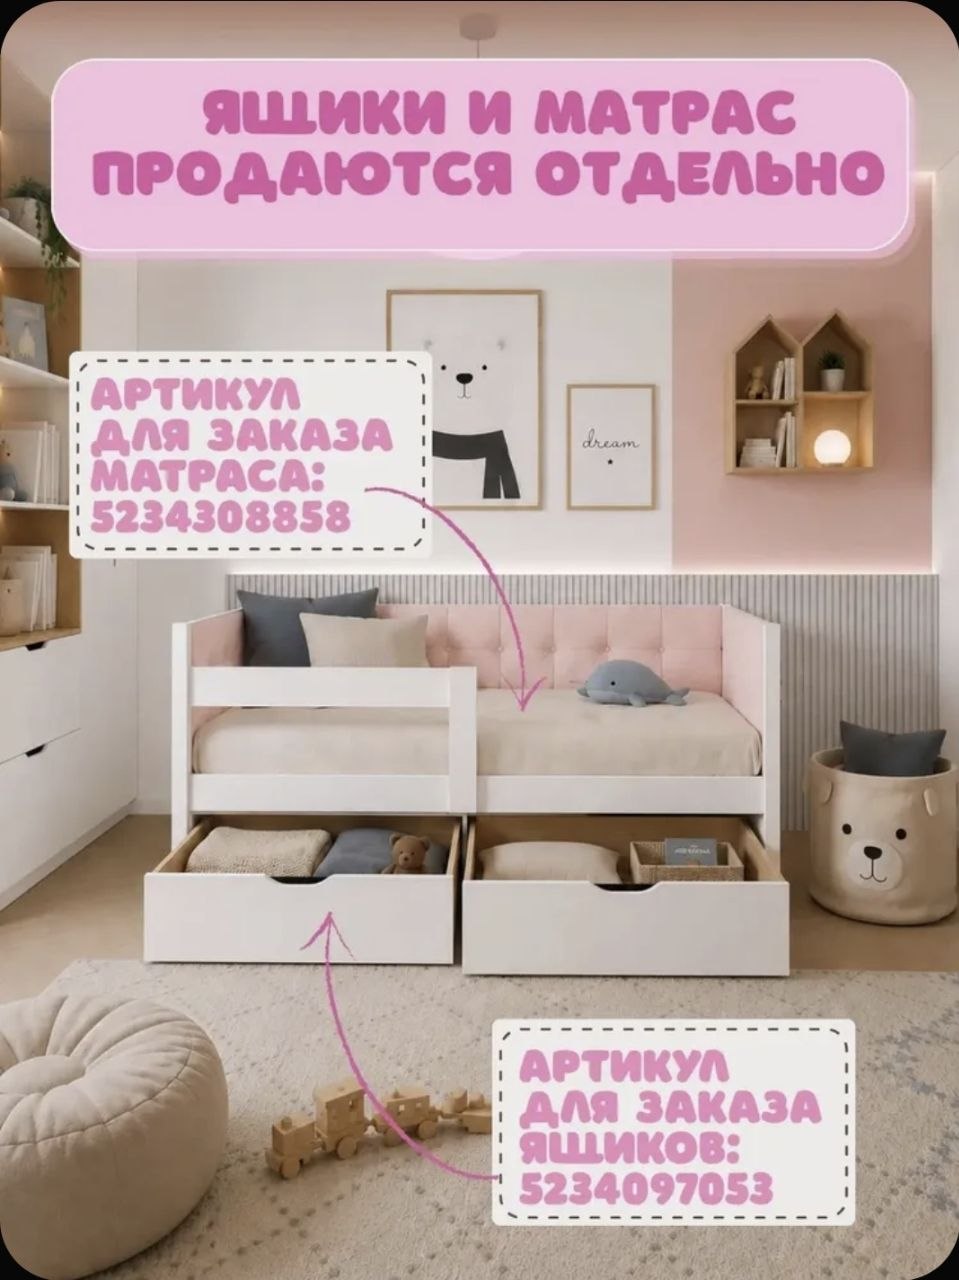 ЯЩИКИ И МАТРАС
ПРОДАЮТСЯ ОТДЕЛЬНО
АРТИКУЛ
ДЛЯ ЗАКАЗА
МАТРАСА:
5234308858
dream
АРТИКУЛ
ДЛЯ ЗАКАЗА
ЯЩИКОВ:
5234097053